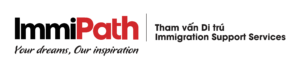 ImmiPath
Your dreams, Our inspiration
Tham vấn Di trú
Immigration Support Services